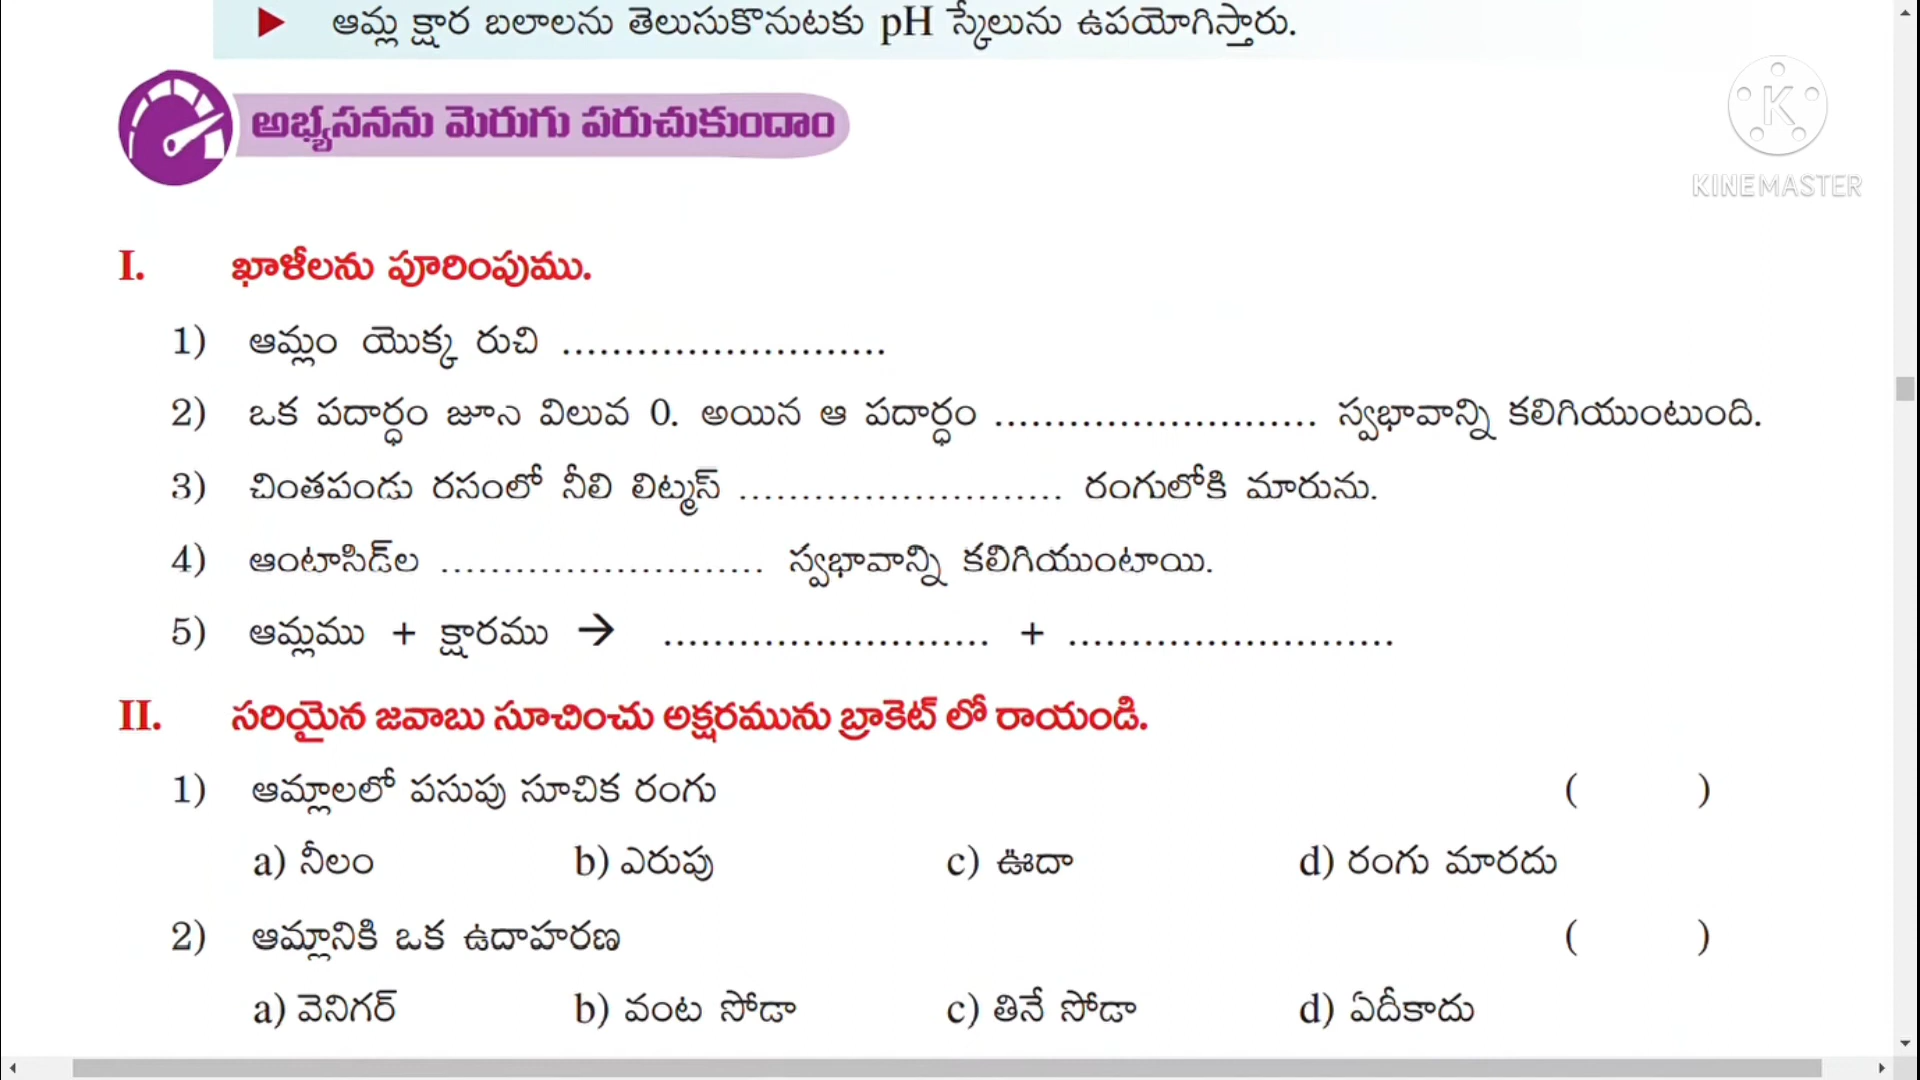 ఆమ్ల క్షార బలాలను తెలుసుకొనుటకు pH స్కేలును ఉపయోగిస్తారు.
అభ్యసనను మెరుగు పరుచుకుందాం
KINEMASTER
I. ఖాళీలను పూరింపుము.
1) ఆమ్లం యొక్క రుచి ..........................
2) ఒక పదార్థం జూఎ విలువ 0. అయిన ఆ పదార్థం .......................... స్వభావాన్ని కలిగియుంటుంది.
3) చింతపండు రసంలో నీలి లిట్మస్ .......................... రంగులోకి మారును.
4) ఆంటాసిడ్‌ల .......................... స్వభావాన్ని కలిగియుంటాయి.
5) ఆమ్లము + క్షారము → .......................... + ..........................
II. సరియైన జవాబు సూచించు అక్షరమును బ్రాకెట్ లో రాయండి.
1) ఆమ్లాలలో పసుపు సూచిక రంగు ( )
a) నీలం b) ఎరుపు c) ఊదా d) రంగు మారదు
2) ఆమ్లానికి ఒక ఉదాహరణ ( )
a) వెనిగర్ b) వంట సోడా c) తినే సోడా d) ఏదీకాదు